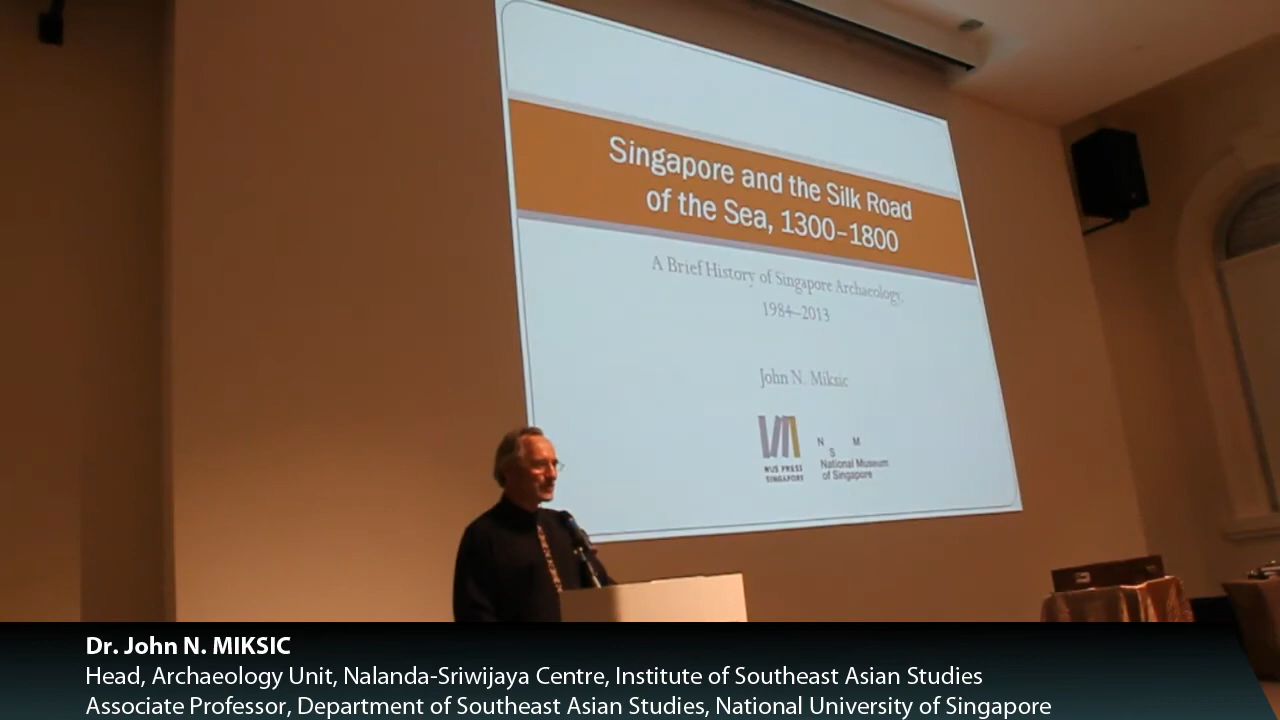 Singapore and the Silk Road
of the Sea, 1300–1800
A Brief History of Singapore Archaeology,
1984–2013
John N. Miksic
NUS PRESS
SINGAPORE
N M
S
National Museum
of Singapore
Dr. John N. MIKSIC
Head, Archaeology Unit, Nalanda-Sriwijaya Centre, Institute of Southeast Asian Studies
Associate Professor, Department of Southeast Asian Studies, National University of Singapore